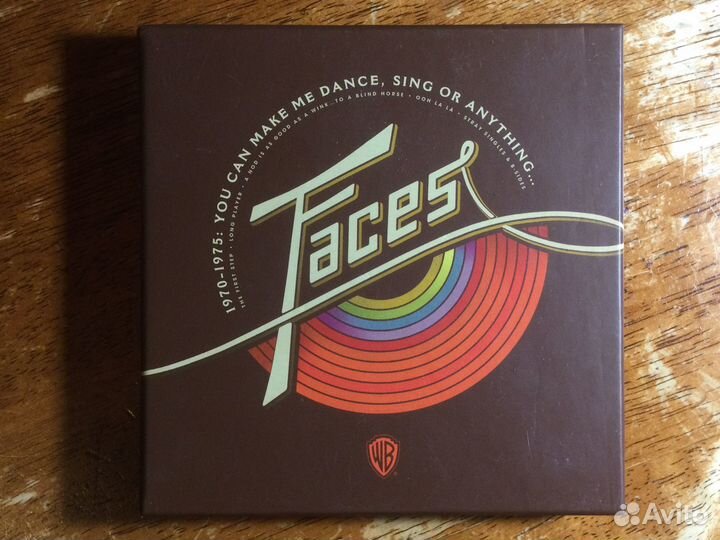 1970-1975: YOU CAN MAKE ME DANCE, SING OR ANYTHING...
THE FIRST STEP • LONG PLAYER • A NOD IS AS GOOD AS A WINK...TO A BLIND HORSE • OOH LA LA • STRAY SINGLES & B-SIDES
Faces
WB
Avito